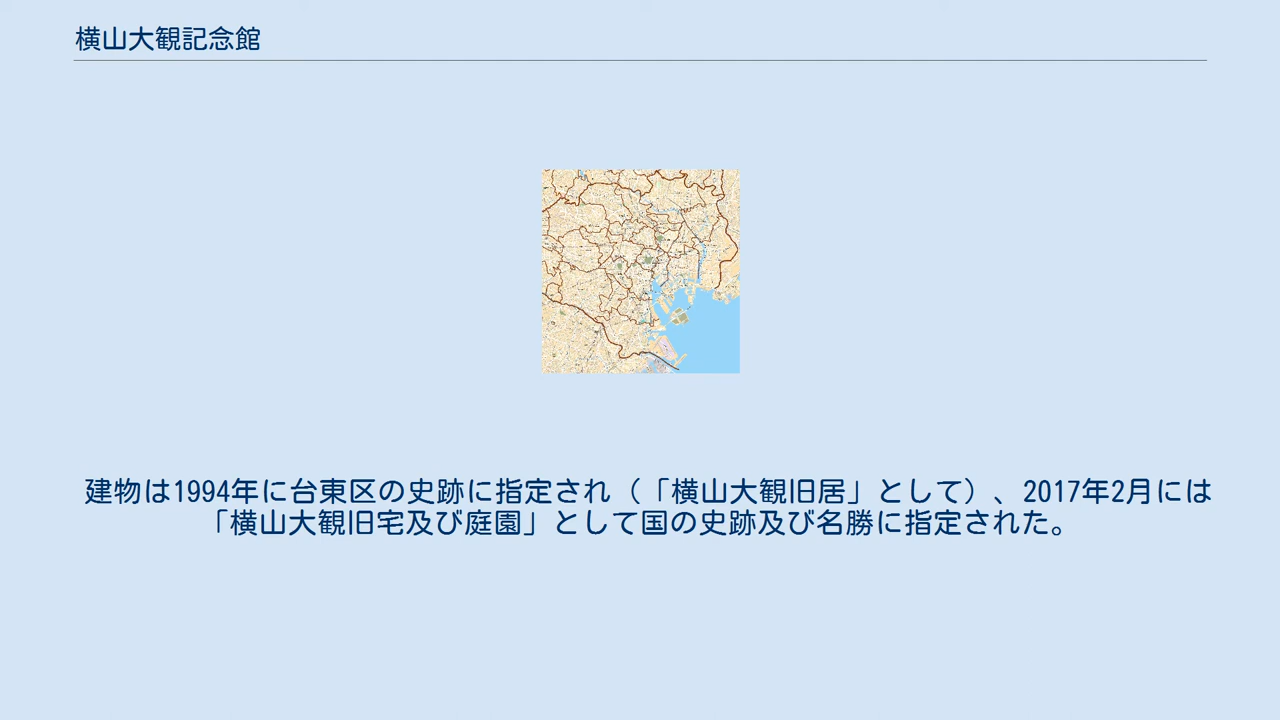 横山大観記念館
建物は1994年に台東区の史跡に指定され（「横山大観旧居」として）、2017年2月には
「横山大観旧宅及び庭園」として国の史跡及び名勝に指定された。